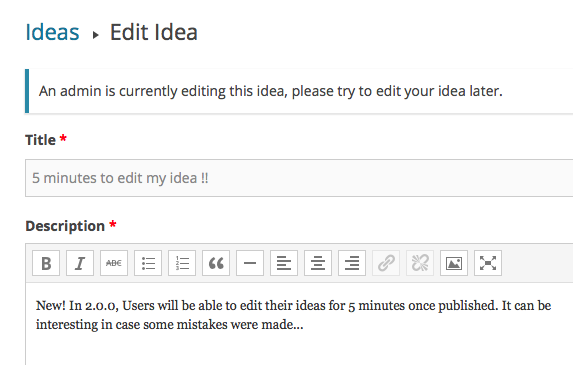 Ideas ▸ Edit Idea
An admin is currently editing this idea, please try to edit your idea later.
Title *
5 minutes to edit my idea !!
Description *
B I ABC
New! In 2.0.0, Users will be able to edit their ideas for 5 minutes once published. It can be
interesting in case some mistakes were made...